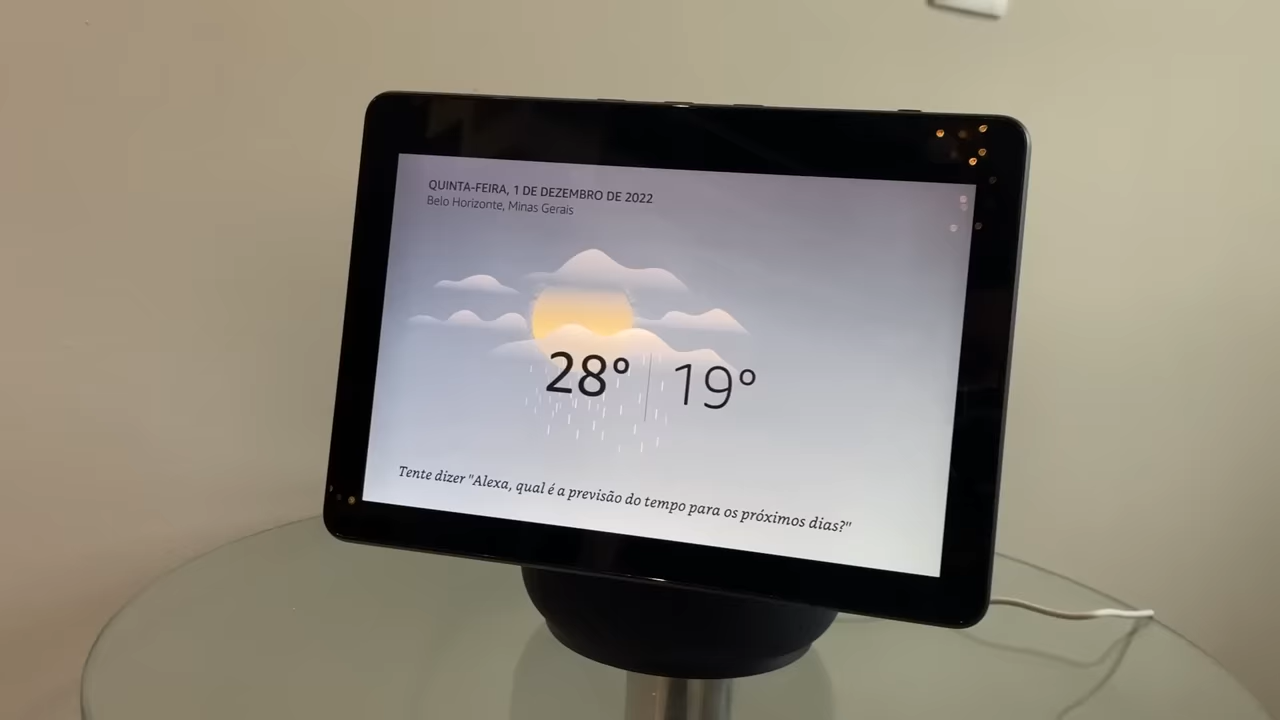 QUINTA-FEIRA, 1 DE DEZEMBRO DE 2022
Belo Horizonte, Minas Gerais
28° | 19°
Tente dizer "Alexa, qual é a previsão do tempo para os próximos dias?"